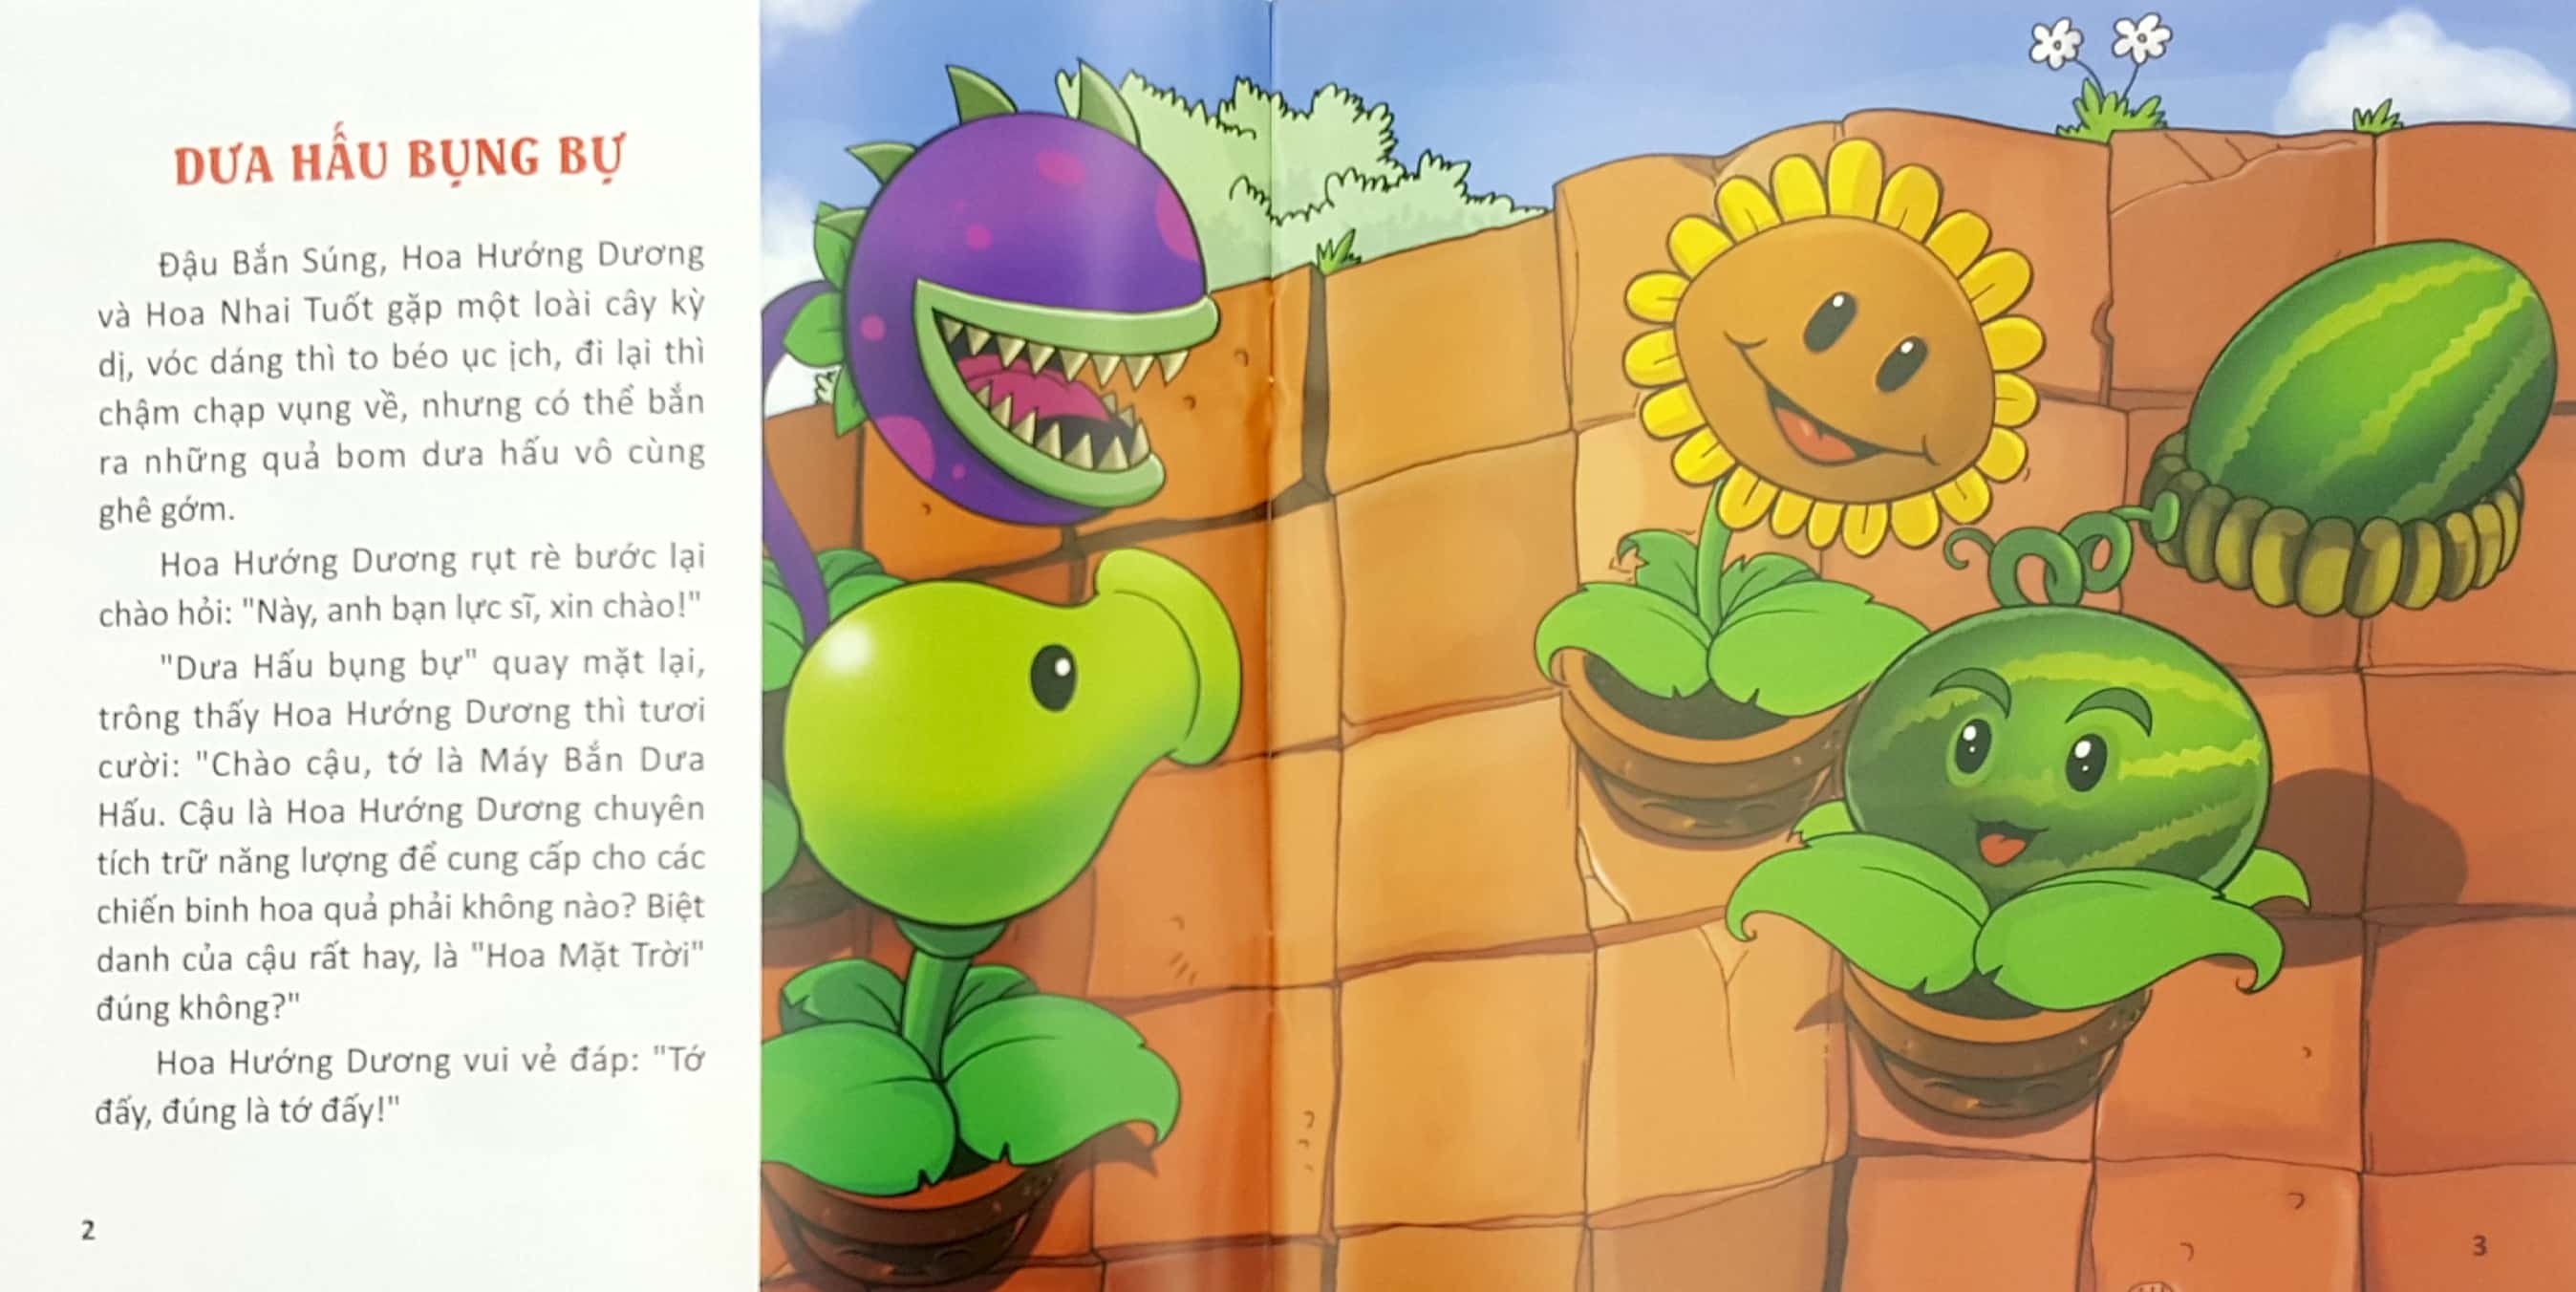 DƯA HẤU BỤNG BỰ
Đậu Bắn Súng, Hoa Hướng Dương
và Hoa Nhai Tuốt gặp một loài cây kỳ
dị, vóc dáng thì to béo ục ịch, đi lại thì
chậm chạp vụng về, nhưng có thể bắn
ra những quả bom dưa hấu vô cùng
ghê gớm.
Hoa Hướng Dương rụt rè bước lại
chào hỏi: "Này, anh bạn lực sĩ, xin chào!"
"Dưa Hấu bụng bự" quay mặt lại,
trông thấy Hoa Hướng Dương thì tươi
cười: "Chào cậu, tớ là Máy Bắn Dưa
Hấu. Cậu là Hoa Hướng Dương chuyên
tích trữ năng lượng để cung cấp cho các
chiến binh hoa quả phải không nào? Biệt
danh của cậu rất hay, là "Hoa Mặt Trời"
đúng không?"
Hoa Hướng Dương vui vẻ đáp: "Tớ
đấy, đúng là tớ đấy!"
2
3